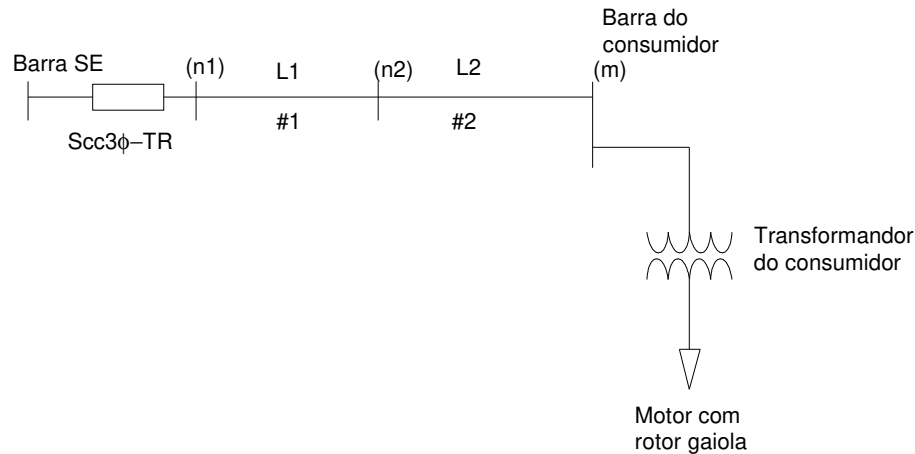 Barra do
consumidor
Barra SE
(n1)
L1
(n2)
L2
(m)
Scc3ϕ−TR
#1
#2
Transformandor
do consumidor
Motor com
rotor gaiola